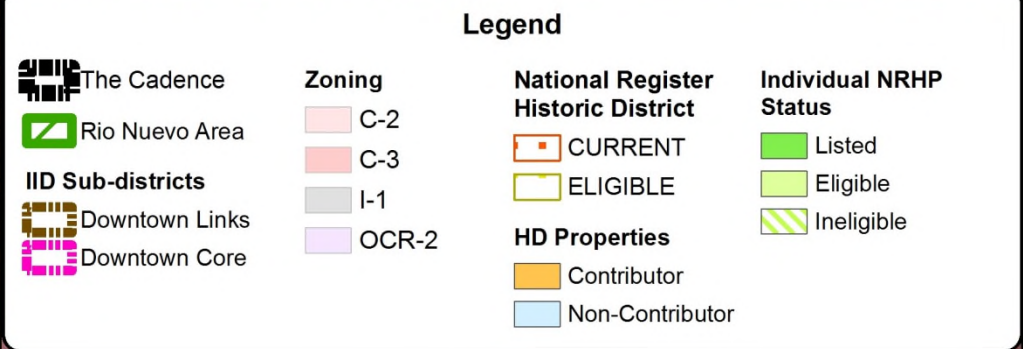 Legend
The Cadence
Rio Nuevo Area
IID Sub-districts
Downtown Links
Downtown Core
Zoning
C-2
C-3
I-1
OCR-2
National Register
Historic District
CURRENT
ELIGIBLE
HD Properties
Contributor
Non-Contributor
Individual NRHP
Status
Listed
Eligible
Ineligible